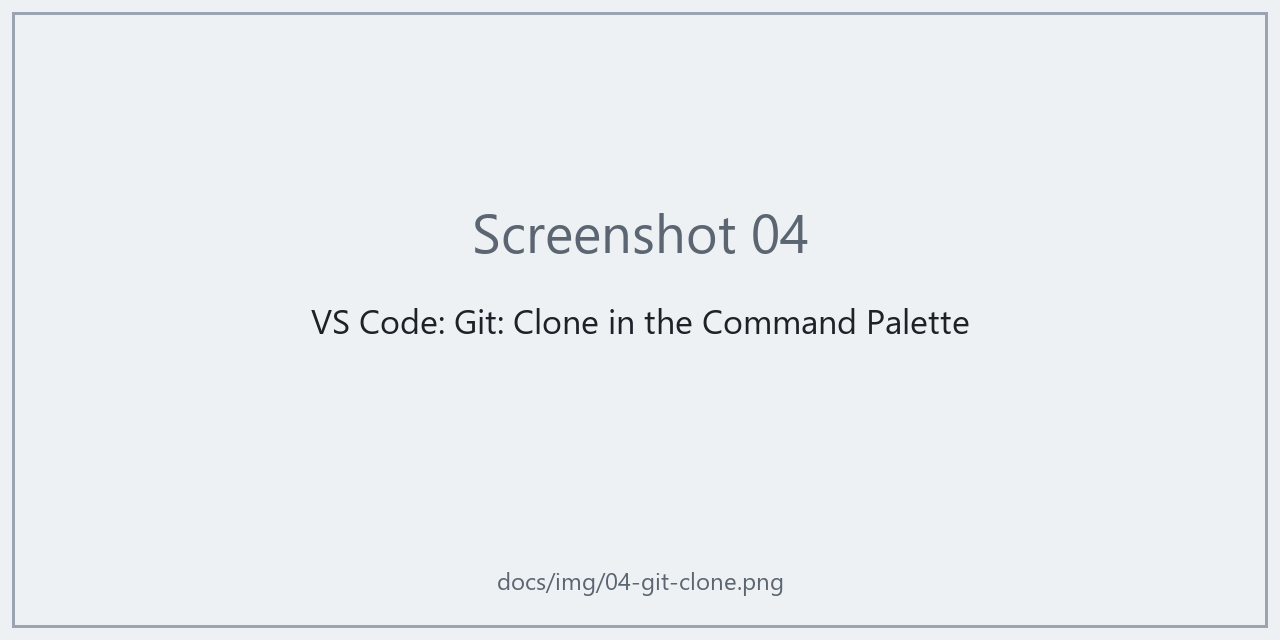 Screenshot 04
VS Code: Git: Clone in the Command Palette
docs/img/04-git-clone.png